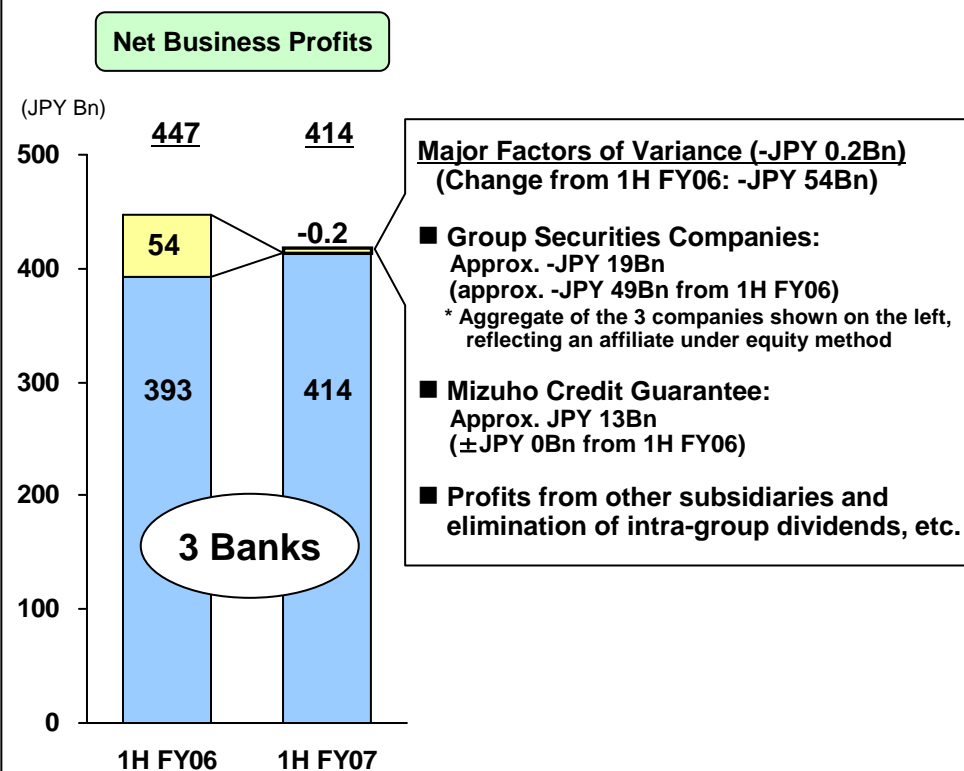 Net Business Profits
(JPY Bn)
447
414
500
400
300
200
100
0
54
-0.2
393
414
3 Banks
1H FY06
1H FY07
Major Factors of Variance (-JPY 0.2Bn)
(Change from 1H FY06: -JPY 54Bn)
■ Group Securities Companies:
Approx. -JPY 19Bn
(approx. -JPY 49Bn from 1H FY06)
* Aggregate of the 3 companies shown on the left,
reflecting an affiliate under equity method
■ Mizuho Credit Guarantee:
Approx. JPY 13Bn
(±JPY 0Bn from 1H FY06)
■ Profits from other subsidiaries and
elimination of intra-group dividends, etc.